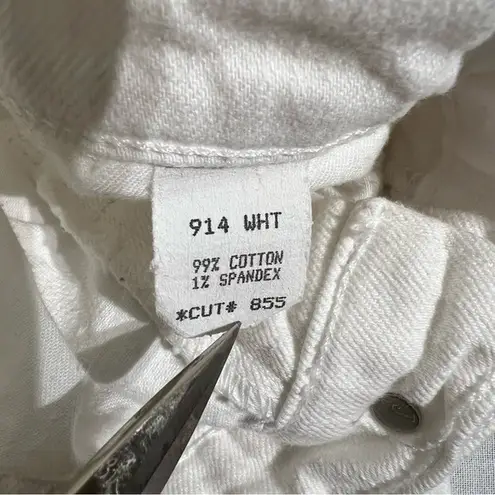 914 WHT
99% COTTON
1% SPANDEX
*CUT# 855